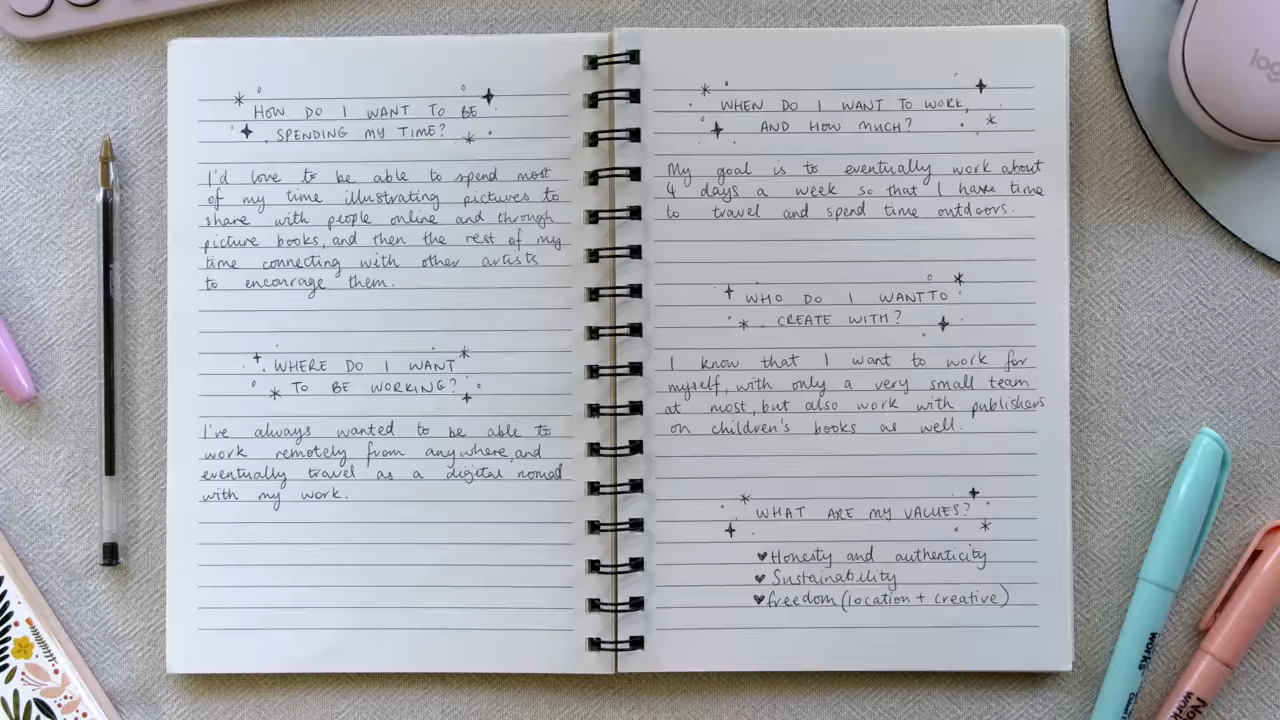 HOW DO I WANT TO BE
SPENDING MY TIME?
I'd love to be able to spend most
of my time illustrating pictures to
share with people online and through
picture books, and then the rest of my
time connecting with other artists
to encourage them.
WHERE DO I WANT
TO BE WORKING?
I've always wanted to be able to
work remotely from anywhere, and
eventually travel as a digital nomad
with my work.
WHEN DO I WANT TO WORK,
AND HOW MUCH?
My goal is to eventually work about
4 days a week so that I have time
to travel and spend time outdoors.
WHO DO I WANT TO
CREATE WITH?
I know that I want to work for
myself, with only a very small team
at most, but also work with publishers
on children's books as well.
WHAT ARE MY VALUES?
♥ Honesty and authenticity
♥ Sustainability
♥ freedom (location + creative)
log
works
No
work